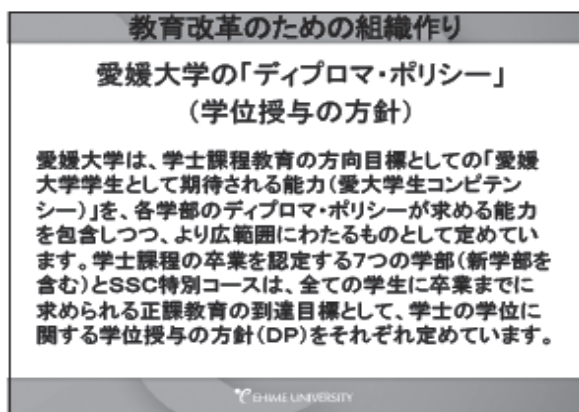 教育改革のための組織作り
愛媛大学の「ディプロマ・ポリシー」
(学位授与の方針)
愛媛大学は、学士課程教育の方向目標としての「愛媛
大学学生として期待される能力(愛大学生コンピテン
シー)」を、各学部のディプロマ・ポリシーが求める能力
を包含しつつ、より広範囲にわたるものとして定めてい
ます。学士課程の卒業を認定する7つの学部(新学部を
含む)とSSC特別コースは、全ての学生に卒業までに
求められる正課教育の到達目標として、学士の学位に
関する学位授与の方針(DP)をそれぞれ定めています。
EHIME UNIVERSITY